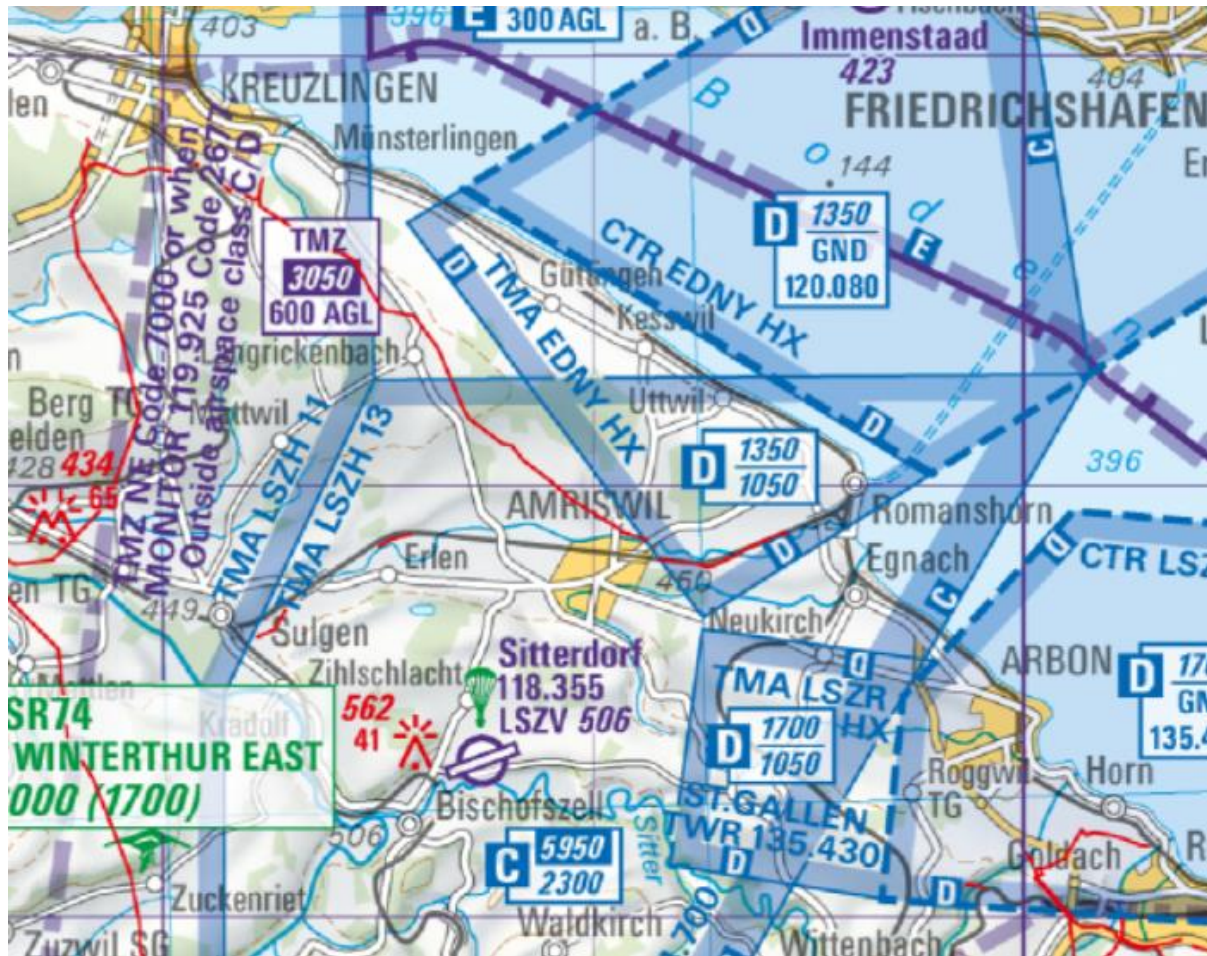 403
396 E 300 AGL
a. B.
Immenstaad
423
404
FRIEDRICHSHAFEN
KREUZLINGEN
Münsterlingen
B
o
d
e
n
144
D 1350
GND
120.080
C
E
D
TMZ
3050
600 AGL
TMZ NE Code 7000 or when
MONITOR 119.925 Code 2677
Outside airspace class C/D
D
CTR EDNY HX
TMA EDNY HX
Güttingen
Kesswil
Uttwil
Langrickenbach
Mattwil
Berg TG
428 434
65
TMA LSZH 11
TMA LSZH 13
D
D 1350
1050
396
AMRISWIL
Romanshorn
Egnach
D
CTR LSZ
D
Erlen
460
449
C
Neukirch
Sulgen
ARBON
Zihlschlacht
Sitterdorf
118.355
LSZV 506
562
41
TMA LSZR
HX
D
D 1700
1050
ST.GALLEN
TWR 135.430
D
SR74
WINTERTHUR EAST
000 (1700)
Kradolf
Roggwil
TG
Horn
Bischofszell
506
Sitter
Goldach
C 5950
2300
D
Zuckenriet
Waldkirch
Wittenbach
Zuzwil SG